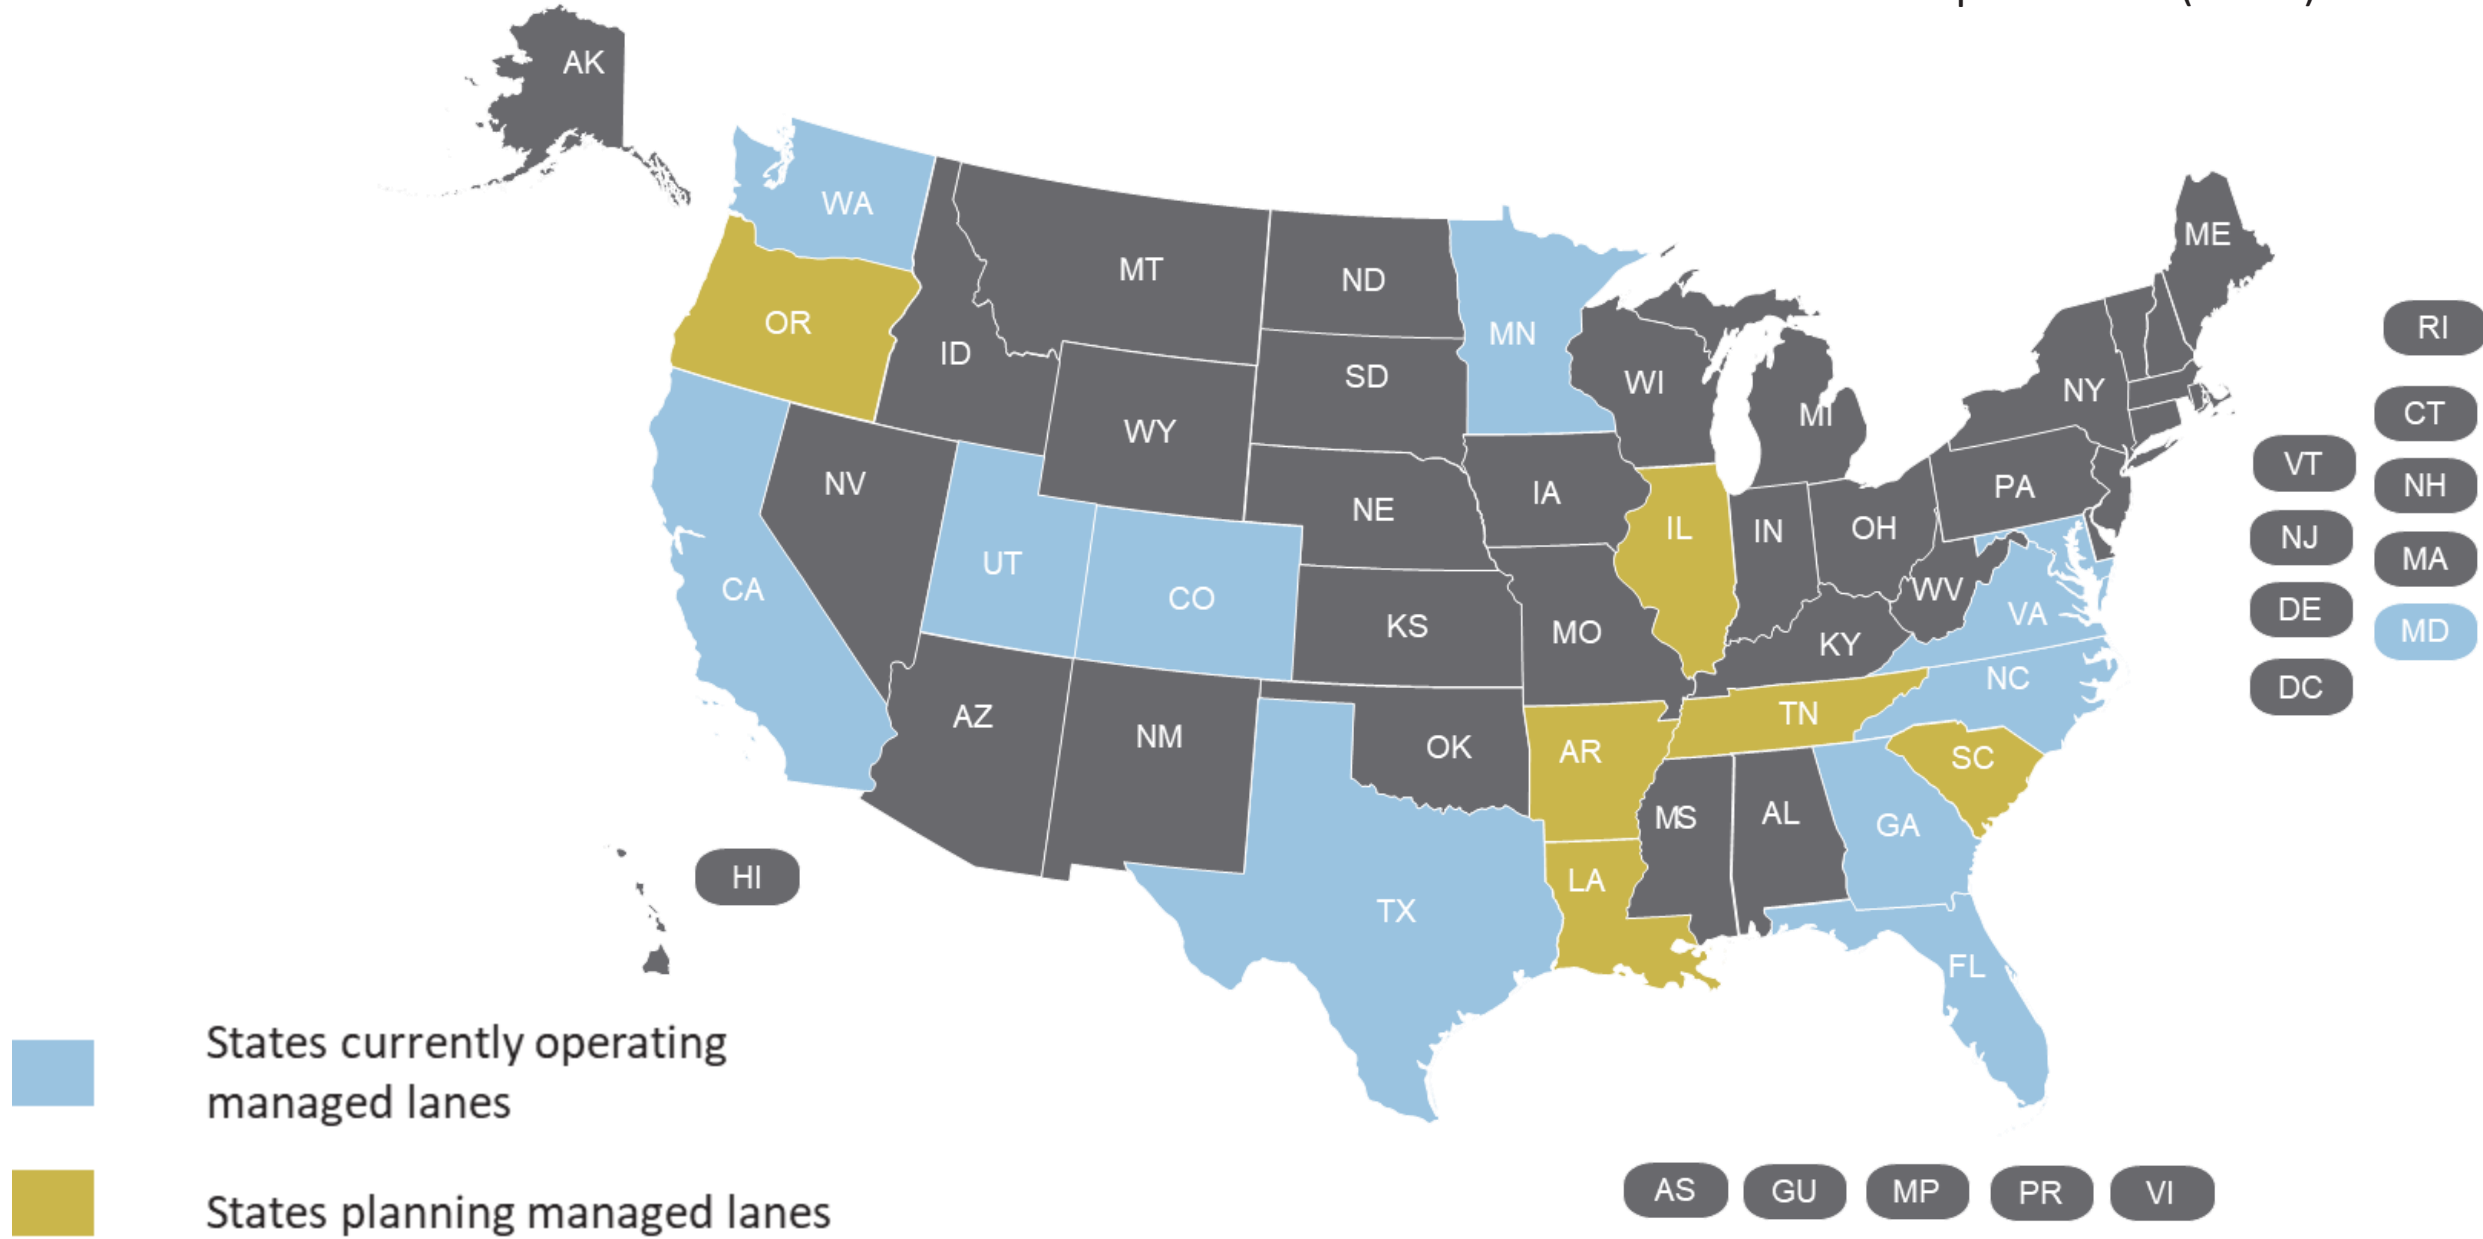 AK
WA
ME
MT
ND
OR
MN
RI
ID
SD
WI
NY
MI
CT
WY
VT
NV
IA
PA
NH
NE
IL
IN
OH
NJ
UT
MA
CA
CO
WV
VA
DE
KS
MO
KY
MD
NC
DC
AZ
NM
TN
OK
AR
SC
MS
AL
GA
HI
LA
TX
FL
States currently operating
managed lanes
AS GU MP PR VI
States planning managed lanes